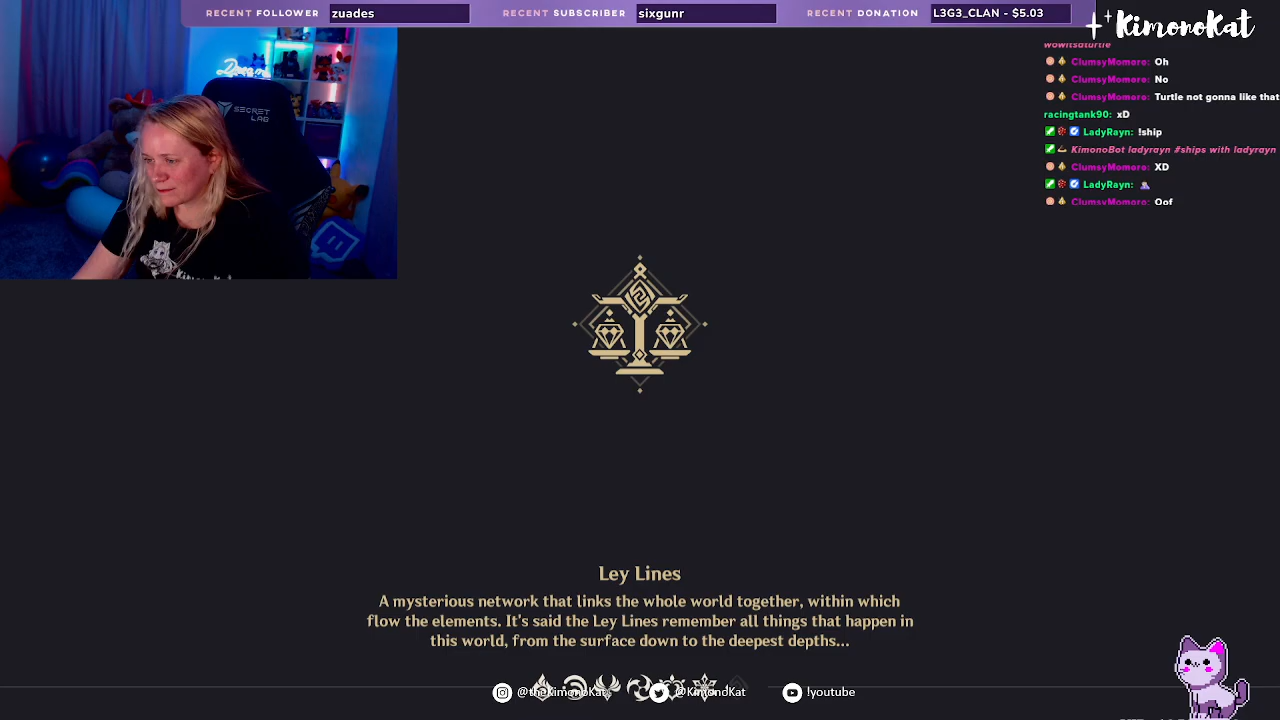 RECENT FOLLOWER zuades RECENT SUBSCRIBER sixgunr RECENT DONATION L3G3_CLAN - $5.03 KimonoKat
wowitsaturtle
ClumsyMomoro: Oh
ClumsyMomoro: No
ClumsyMomoro: Turtle not gonna like that
racingtank90: xD
LadyRayn: !ship
KimonoBot ladyrayn #ships with ladyrayn
ClumsyMomoro: XD
LadyRayn:
ClumsyMomoro: Oof
SECRET
LAB
Ley Lines
A mysterious network that links the whole world together, within which
flow the elements. It's said the Ley Lines remember all things that happen in
this world, from the surface down to the deepest depths...
@KimonoKat !youtube